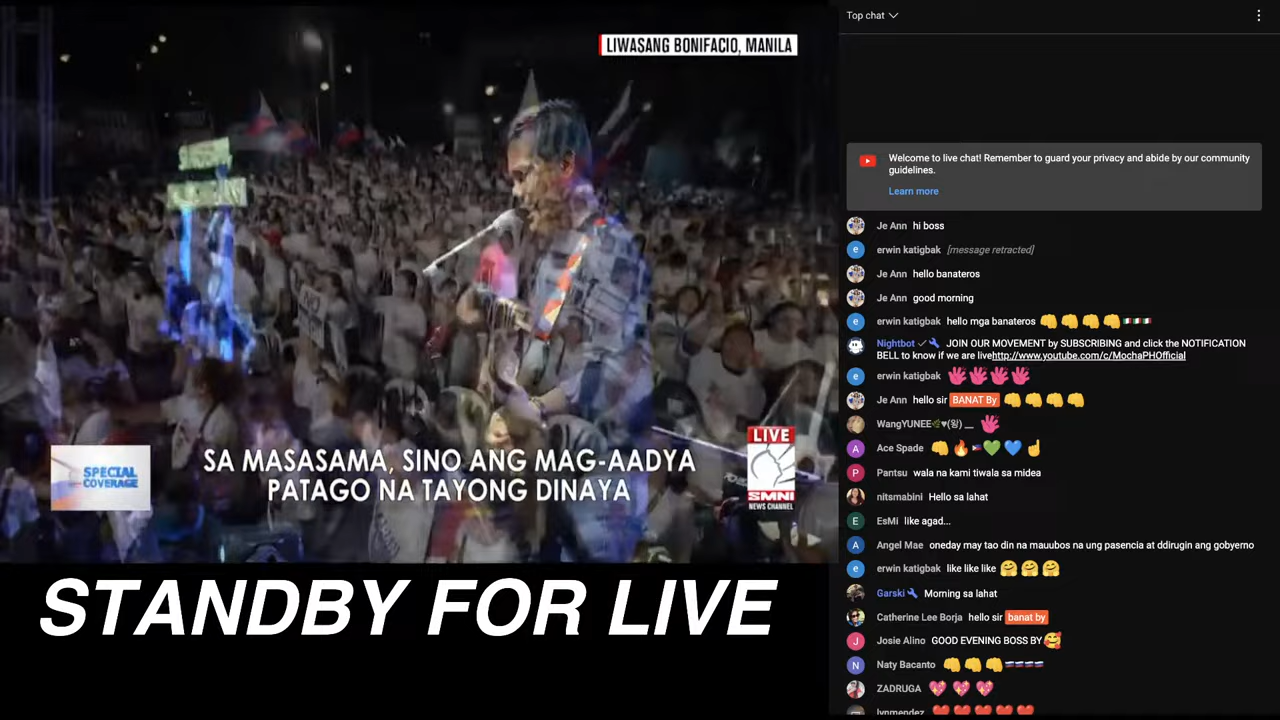 LIWASANG BONIFACIO, MANILA
SPECIAL
COVERAGE
SA MASASAMA, SINO ANG MAG-AADYA
PATAGO NA TAYONG DINAYA
LIVE
SMNI
NEWS CHANNEL
STANDBY FOR LIVE
Top chat
Welcome to live chat! Remember to guard your privacy and abide by our community
guidelines.
Learn more
Je Ann hi boss
e erwin katigbak [message retracted]
Je Ann hello banateros
Je Ann good morning
e erwin katigbak hello mga banateros 👊👊👊👊
Nightbot JOIN OUR MOVEMENT by SUBSCRIBING and click the NOTIFICATION
BELL to know if we are livehttp://www.youtube.com/c/MochaPHOfficial
e erwin katigbak
Je Ann hello sir BANAT By 👊👊👊👊
WangYUNEE🌿♥(윙) __
A Ace Spade 👊🔥🇵🇭💚💙☝
P Pantsu wala na kami tiwala sa midea
nitsmabini Hello sa lahat
E EsMi like agad...
A Angel Mae oneday may tao din na mauubos na ung pasencia at ddirugin ang gobyerno
e erwin katigbak like like like 🤗🤗🤗
Garski Morning sa lahat
Catherine Lee Borja hello sir banat by
J Josie Alino GOOD EVENING BOSS BY 🥰
N Naty Bacanto 👊👊👊
ZADRUGA 💖💖💖
lynmendez ❤❤❤❤❤